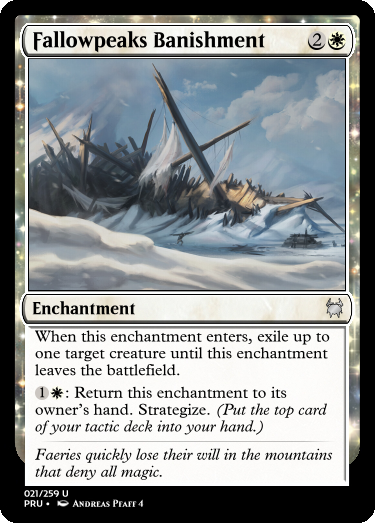 Fallowpeaks Banishment 2
Enchantment
When this enchantment enters, exile up to
one target creature until this enchantment
leaves the battlefield.
1 : Return this enchantment to its
owner's hand. Strategize. (Put the top card
of your tactic deck into your hand.)
Faeries quickly lose their will in the mountains
that deny all magic.
021/259 U
PRU • Andreas Pfaff 4